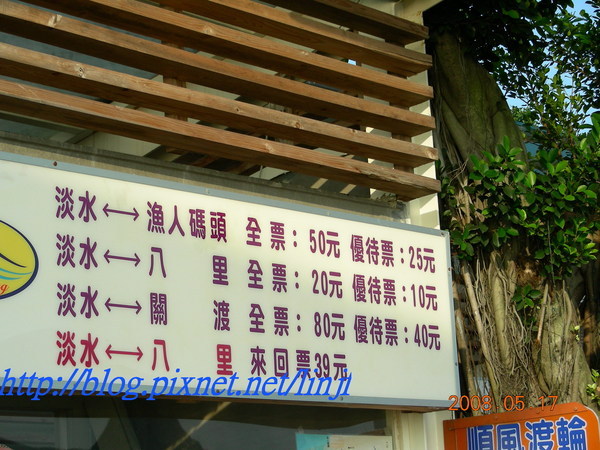 淡水↔漁人碼頭 全票：50元 優待票：25元
淡水↔八里 全票：20元 優待票：10元
淡水↔關渡 全票：80元 優待票：40元
淡水↔八里 來回票39元
http://blog.pixnet.net/linji
2008 05 17
順風渡輪